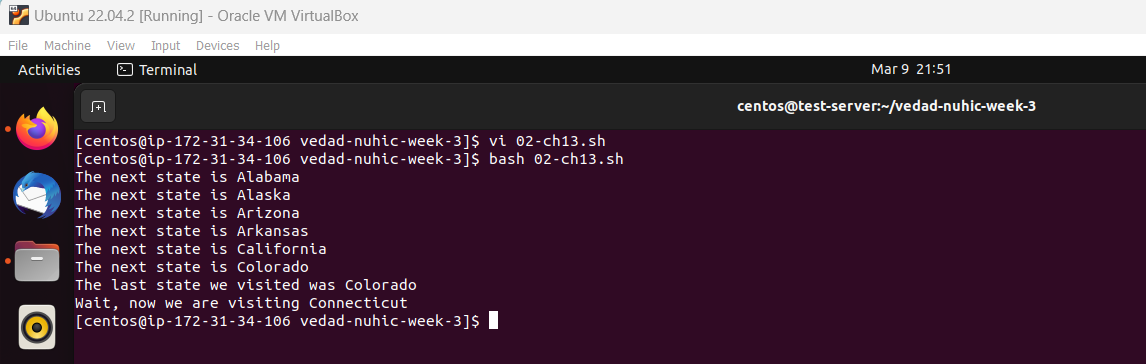 Ubuntu 22.04.2 [Running] - Oracle VM VirtualBox
File Machine View Input Devices Help
Activities Terminal Mar 9 21:51
centos@test-server:~/vedad-nuhic-week-3
[centos@ip-172-31-34-106 vedad-nuhic-week-3]$ vi 02-ch13.sh
[centos@ip-172-31-34-106 vedad-nuhic-week-3]$ bash 02-ch13.sh
The next state is Alabama
The next state is Alaska
The next state is Arizona
The next state is Arkansas
The next state is California
The next state is Colorado
The last state we visited was Colorado
Wait, now we are visiting Connecticut
[centos@ip-172-31-34-106 vedad-nuhic-week-3]$